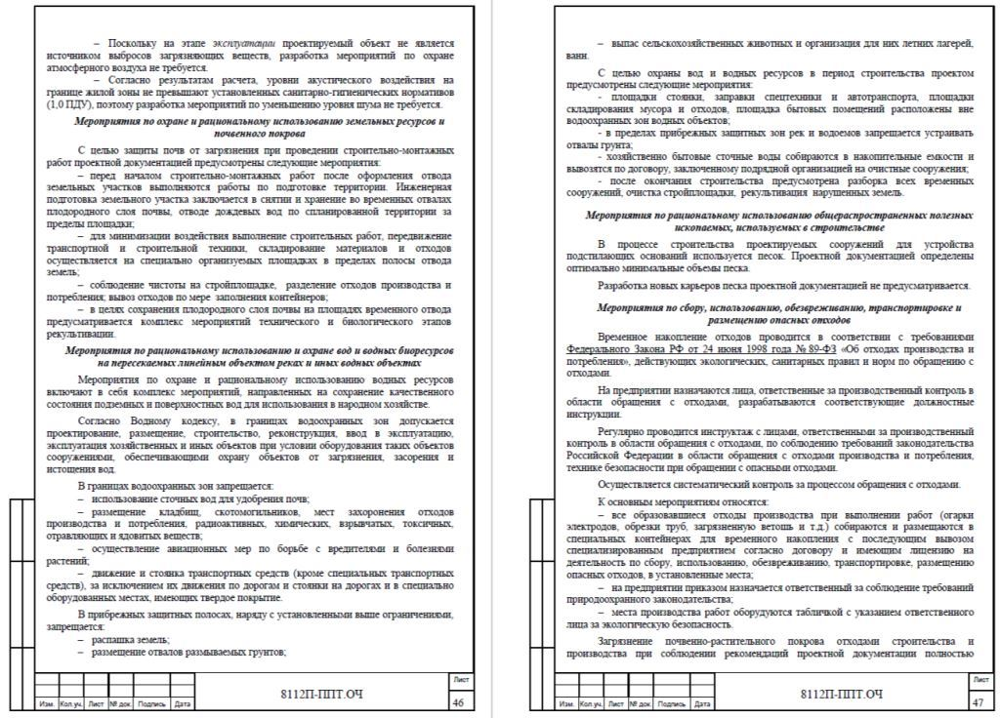 – Поскольку на этапе эксплуатации проектируемый объект не является
источником выбросов загрязняющих веществ, разработка мероприятий по охране
атмосферного воздуха не требуется.
– Согласно результатам расчета, уровни акустического воздействия на
границе жилой зоны не превышают установленных санитарно-гигиенических нормативов
(1,0 ПДУ), поэтому разработка мероприятий по уменьшению уровня шума не требуется.
Мероприятия по охране и рациональному использованию земельных ресурсов и
почвенного покрова
С целью защиты почв от загрязнения при проведении строительно-монтажных
работ проектной документацией предусмотрены следующие мероприятия:
– перед началом строительно-монтажных работ после оформления отвода
земельных участков выполняются работы по подготовке территории. Инженерная
подготовка земельного участка заключается в снятии и хранение во временных отвалах
плодородного слоя почвы, отводе дождевых вод по спланированной территории за
пределы площадки;
– для минимизации воздействия выполнение строительных работ, передвижение
транспортной и строительной техники, складирование материалов и отходов
осуществляется на специально организуемых площадках в пределах полосы отвода
земель;
– соблюдение чистоты на стройплощадке, разделение отходов производства и
потребления; вывоз отходов по мере заполнения контейнеров;
– в целях сохранения плодородного слоя почвы на площадях временного отвода
предусматривается комплекс мероприятий технического и биологического этапов
рекультивации.
Мероприятия по рациональному использованию и охране вод и водных биоресурсов
на пересекаемых линейным объектом реках и иных водных объектах
Мероприятия по охране и рациональному использованию водных ресурсов
включают в себя комплекс мероприятий, направленных на сохранение качественного
состояния подземных и поверхностных вод для использования в народном хозяйстве.
Согласно Водному кодексу, в границах водоохранных зон допускается
проектирование, размещение, строительство, реконструкция, ввод в эксплуатацию,
эксплуатация хозяйственных и иных объектов при условии оборудования таких объектов
сооружениями, обеспечивающими охрану объектов от загрязнения, засорения и
истощения вод.
В границах водоохранных зон запрещается:
– использование сточных вод для удобрения почв;
– размещение кладбищ, скотомогильников, мест захоронения отходов
производства и потребления, радиоактивных, химических, взрывчатых, токсичных,
отравляющих и ядовитых веществ;
– осуществление авиационных мер по борьбе с вредителями и болезнями
растений;
– движение и стоянка транспортных средств (кроме специальных транспортных
средств), за исключением их движения по дорогам и стоянки на дорогах и в специально
оборудованных местах, имеющих твердое покрытие.
В прибрежных защитных полосах, наряду с установленными выше ограничениями,
запрещается:
– распашка земель;
– размещение отвалов размываемых грунтов;
Изм. Кол.уч. Лист № док. Подпись Дата
8112П-ППТ.ОЧ
Лист
46
– выпас сельскохозяйственных животных и организация для них летних лагерей,
ванн.
С целью охраны вод и водных ресурсов в период строительства проектом
предусмотрены следующие мероприятия:
- площадки стоянки, заправки спецтехники и автотранспорта, площадки
складирования мусора и отходов, площадка бытовых помещений расположены вне
водоохранных зон водных объектов;
- в пределах прибрежных защитных зон рек и водоемов запрещается устраивать
отвалы грунта;
- хозяйственно бытовые сточные воды собираются в накопительные емкости и
вывозятся по договору, заключенному подрядной организацией на очистные сооружения;
- после окончания строительства предусмотрена разборка всех временных
сооружений, очистка стройплощадки, рекультивация нарушенных земель.
Мероприятия по рациональному использованию общераспространенных полезных
ископаемых, используемых в строительстве
В процессе строительства проектируемых сооружений для устройства
подстилающих оснований используется песок. Проектной документацией определены
оптимально минимальные объемы песка.
Разработка новых карьеров песка проектной документацией не предусматривается.
Мероприятия по сбору, использованию, обезвреживанию, транспортировке и
размещению опасных отходов
Временное накопление отходов проводится в соответствии с требованиями
Федерального Закона РФ от 24 июня 1998 года №89-ФЗ «Об отходах производства и
потребления», действующих экологических, санитарных правил и норм по обращению с
отходами.
На предприятии назначаются лица, ответственные за производственный контроль в
области обращения с отходами, разрабатываются соответствующие должностные
инструкции.
Регулярно проводится инструктаж с лицами, ответственными за производственный
контроль в области обращения с отходами, по соблюдению требований законодательства
Российской Федерации в области обращения с отходами производства и потребления,
технике безопасности при обращении с опасными отходами.
Осуществляется систематический контроль за процессом обращения с отходами.
К основным мероприятиям относятся:
– все образовавшиеся отходы производства при выполнении работ (огарки
электродов, обрезки труб, загрязненную ветошь и т.д.) собираются и размещаются в
специальных контейнерах для временного накопления с последующим вывозом
специализированным предприятием согласно договору и имеющим лицензию на
деятельность по сбору, использованию, обезвреживанию, транспортировке, размещению
опасных отходов, в установленные места;
– на предприятии приказом назначается ответственный за соблюдение требований
природоохранного законодательства;
– места производства работ оборудуются табличкой с указанием ответственного
лица за экологическую безопасность.
Загрязнение почвенно-растительного покрова отходами строительства и
производства при соблюдении рекомендаций проектной документации полностью
Изм. Кол.уч. Лист № док. Подпись Дата
8112П-ППТ.ОЧ
Лист
47